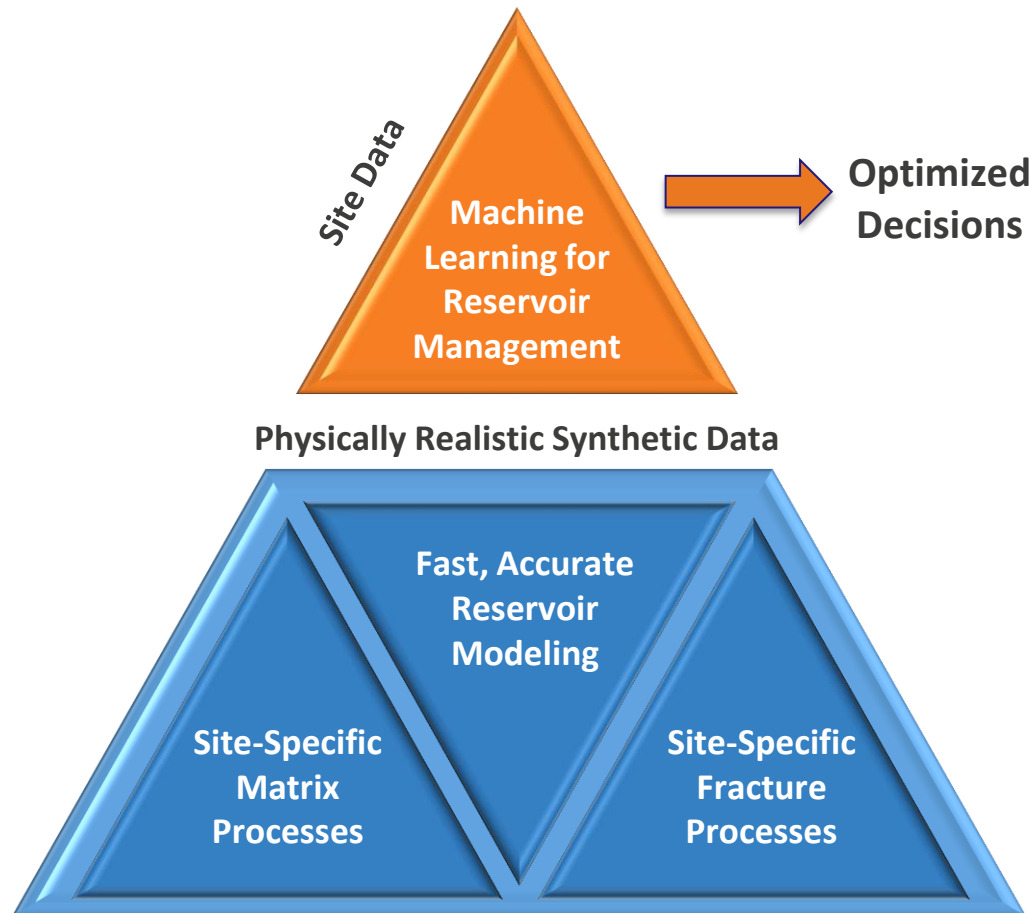 Site Data
Machine
Learning for
Reservoir
Management
Optimized
Decisions
Physically Realistic Synthetic Data
Fast, Accurate
Reservoir
Modeling
Site-Specific
Matrix
Processes
Site-Specific
Fracture
Processes